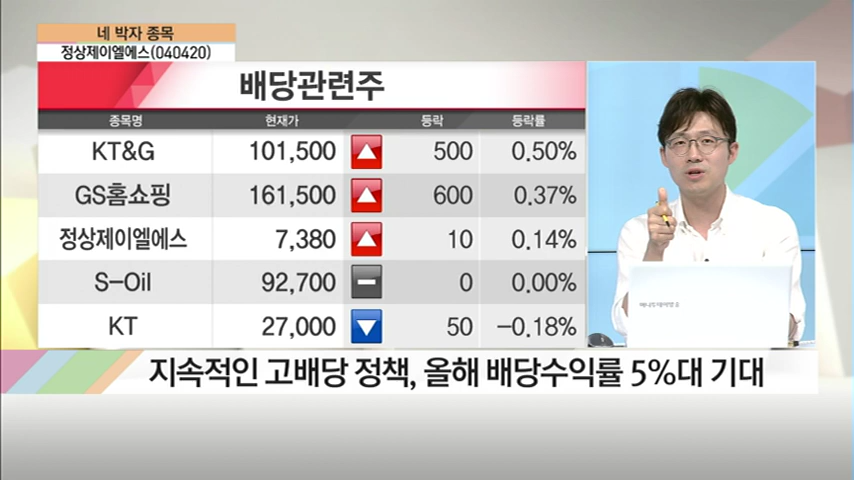 네 박자 종목
정상제이엘에스(040420)
배당관련주
종목명 현재가 등락 등락률
KT&G 101,500 500 0.50%
GS홈쇼핑 161,500 600 0.37%
정상제이엘에스 7,380 10 0.14%
S-Oil 92,700 0 0.00%
KT 27,000 50 -0.18%
지속적인 고배당 정책, 올해 배당수익률 5%대 기대